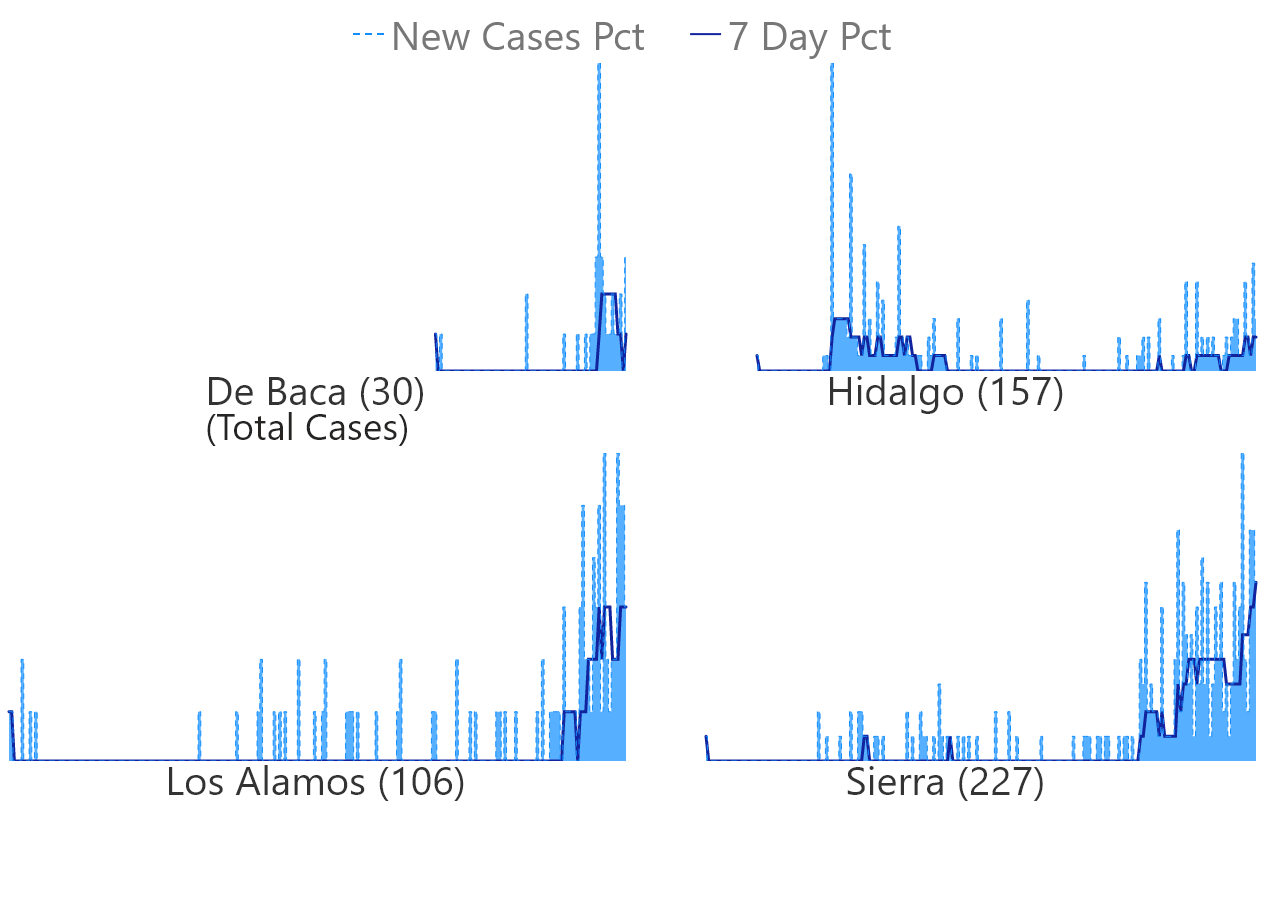 New Cases Pct 7 Day Pct
De Baca (30)
(Total Cases)
Hidalgo (157)
Los Alamos (106)
Sierra (227)